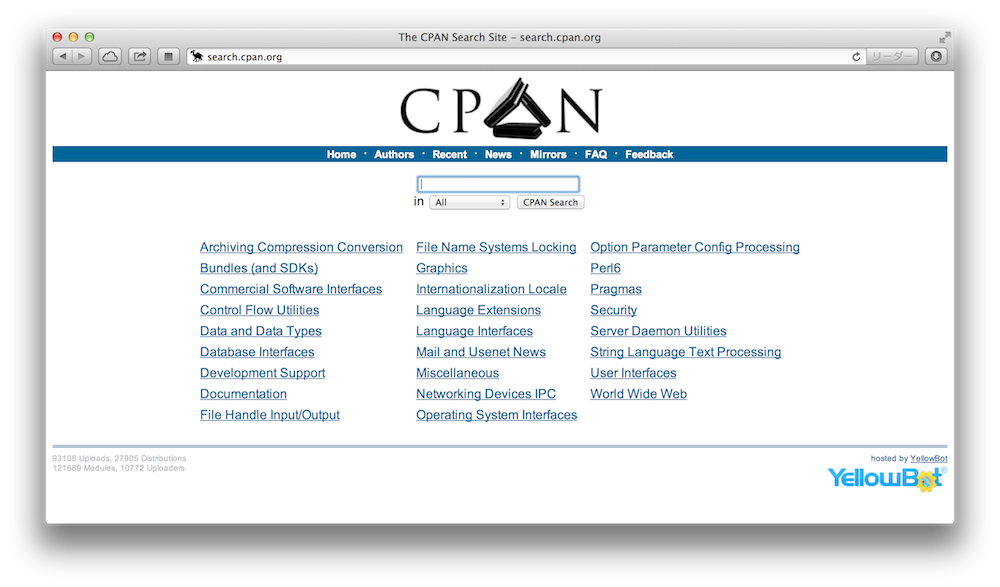 The CPAN Search Site – search.cpan.org
search.cpan.org
リーダー
CPAN
Home · Authors · Recent · News · Mirrors · FAQ · Feedback
in All CPAN Search
Archiving Compression Conversion File Name Systems Locking Option Parameter Config Processing
Bundles (and SDKs) Graphics Perl6
Commercial Software Interfaces Internationalization Locale Pragmas
Control Flow Utilities Language Extensions Security
Data and Data Types Language Interfaces Server Daemon Utilities
Database Interfaces Mail and Usenet News String Language Text Processing
Development Support Miscellaneous User Interfaces
Documentation Networking Devices IPC World Wide Web
File Handle Input/Output Operating System Interfaces
93108 Uploads, 27905 Distributions
121669 Modules, 10772 Uploaders
hosted by YellowBot
YellowBot